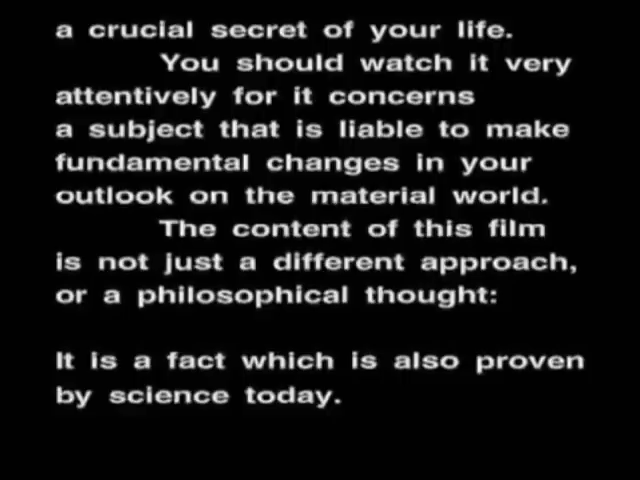 a crucial secret of your life.
You should watch it very
attentively for it concerns
a subject that is liable to make
fundamental changes in your
outlook on the material world.
The content of this film
is not just a different approach,
or a philosophical thought:
It is a fact which is also proven
by science today.